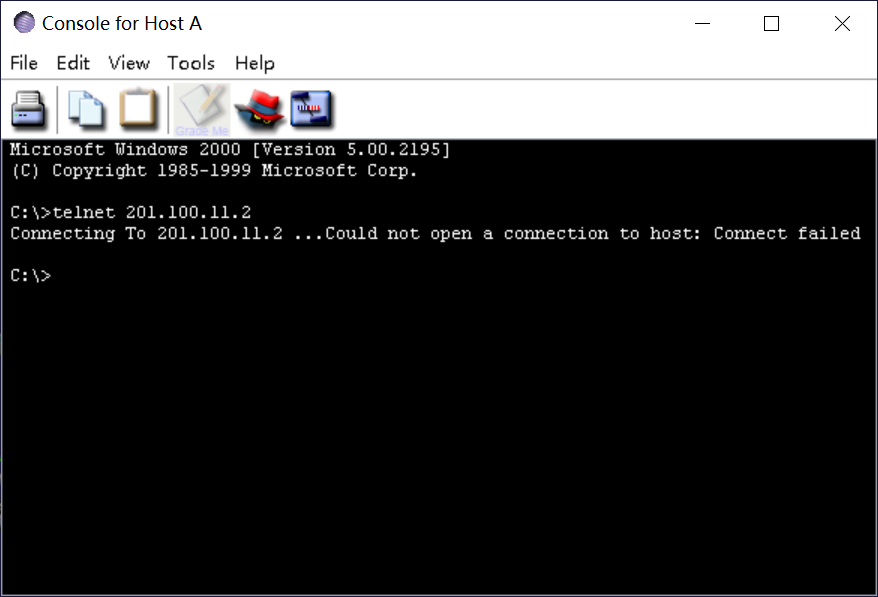 Console for Host A
File Edit View Tools Help
Grade Me
Microsoft Windows 2000 [Version 5.00.2195]
(C) Copyright 1985-1999 Microsoft Corp.
C:\>telnet 201.100.11.2
Connecting To 201.100.11.2 ...Could not open a connection to host: Connect failed
C:\>